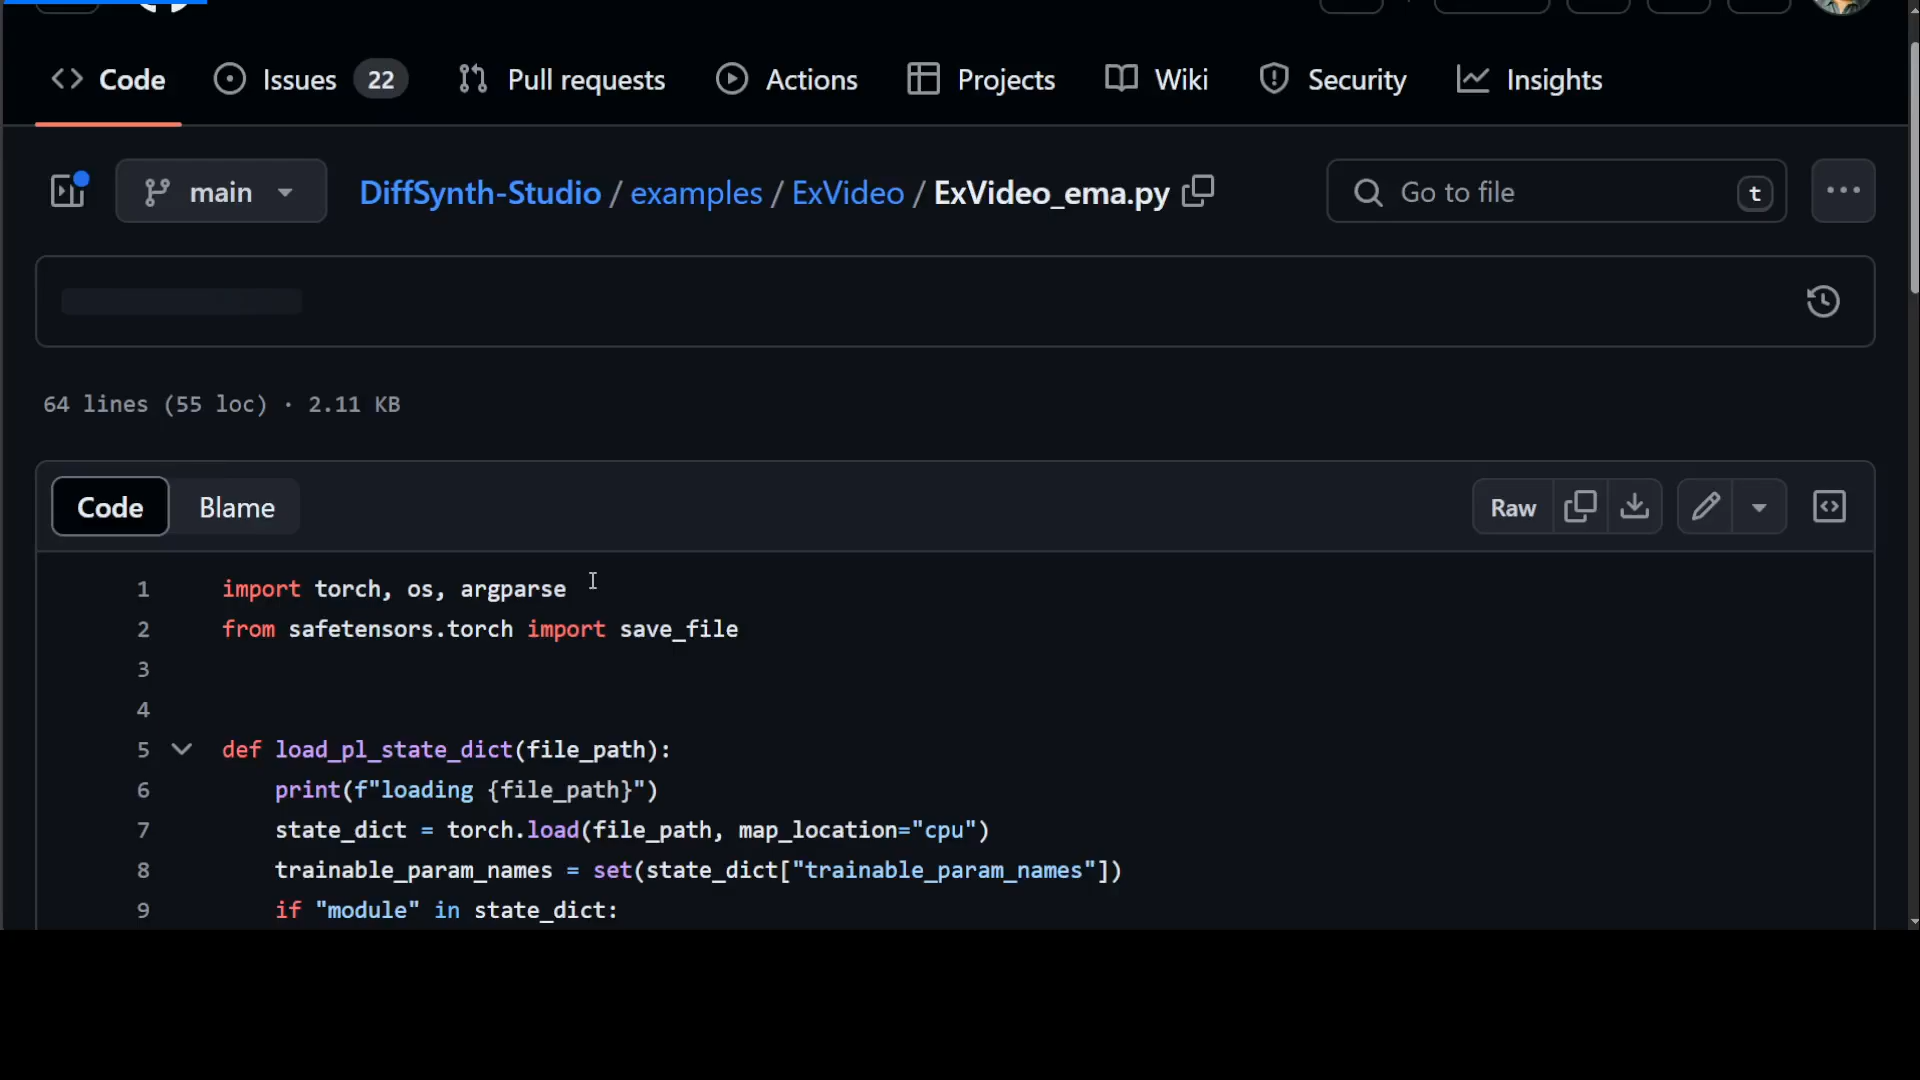 Code Issues 22 Pull requests Actions Projects Wiki Security Insights
main DiffSynth-Studio / examples / ExVideo / ExVideo_ema.py Go to file t
64 lines (55 loc) · 2.11 KB
Code Blame Raw
1 import torch, os, argparse
2 from safetensors.torch import save_file
3
4
5 def load_pl_state_dict(file_path):
6     print(f"loading {file_path}")
7     state_dict = torch.load(file_path, map_location="cpu")
8     trainable_param_names = set(state_dict["trainable_param_names"])
9     if "module" in state_dict: